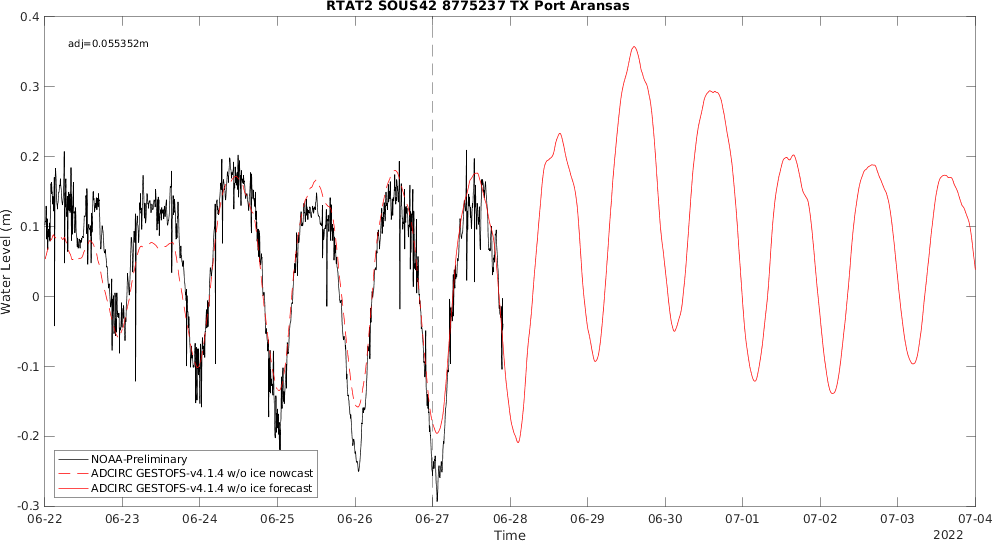 RTAT2 SOUS42 8775237 TX Port Aransas
adj=0.055352m
0.4
0.3
0.2
0.1
0
-0.1
-0.2
-0.3
Water Level (m)
NOAA-Preliminary
ADCIRC GESTOFS-v4.1.4 w/o ice nowcast
ADCIRC GESTOFS-v4.1.4 w/o ice forecast
06-22 06-23 06-24 06-25 06-26 06-27 06-28 06-29 06-30 07-01 07-02 07-03 07-04
Time
2022